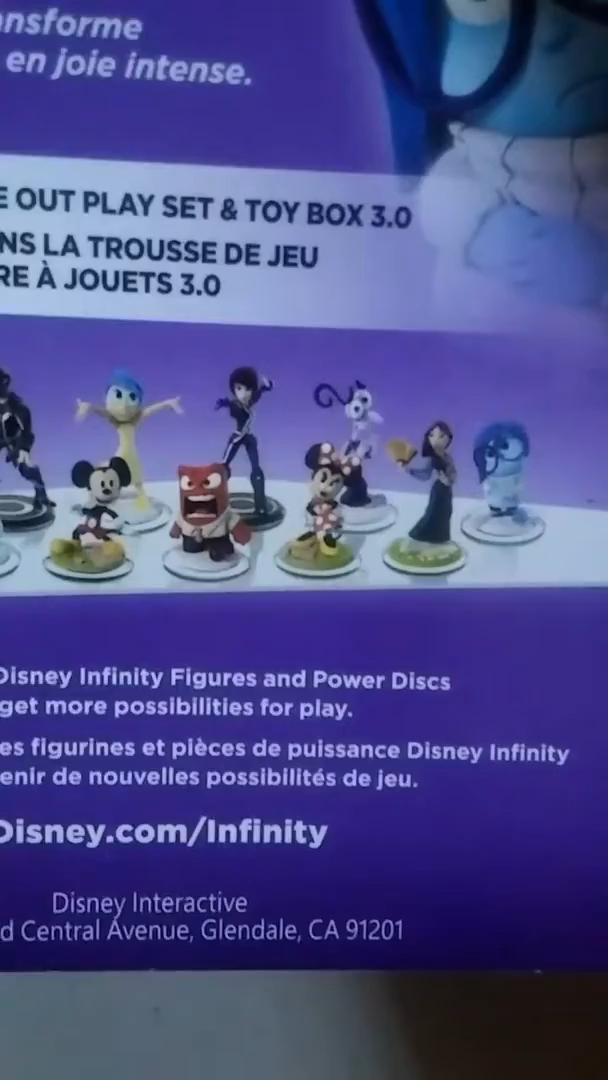 ansforme
en joie intense.
E OUT PLAY SET & TOY BOX 3.0
NS LA TROUSSE DE JEU
RE À JOUETS 3.0
Disney Infinity Figures and Power Discs
get more possibilities for play.
es figurines et pièces de puissance Disney Infinity
enir de nouvelles possibilités de jeu.
Disney.com/Infinity
Disney Interactive
d Central Avenue, Glendale, CA 91201